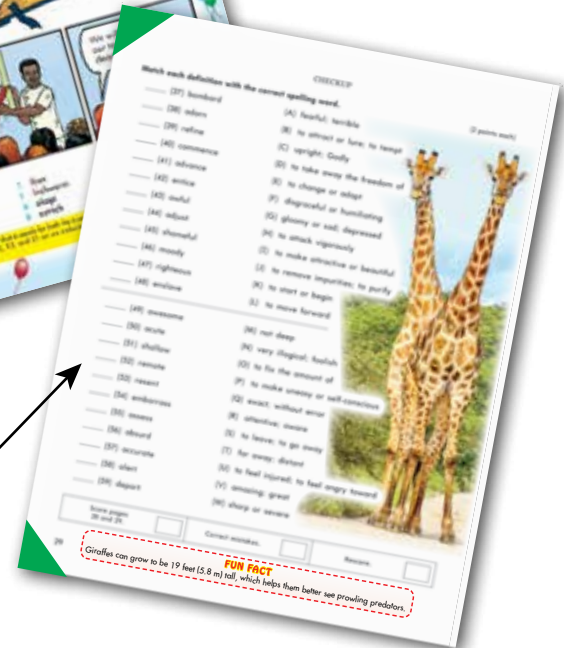 CHECKUP
Match each definition with the correct spelling word.
(2 points each)
(37) bombard
(38) adorn
(39) refine
(40) commence
(41) advance
(42) entice
(43) awful
(44) adjust
(45) shameful
(46) moody
(47) righteous
(48) enslave
(A) fearful; terrible
(B) to attract or lure; to tempt
(C) upright; Godly
(D) to take away the freedom of
(E) to change or adapt
(F) disgraceful or humiliating
(G) gloomy or sad; depressed
(H) to attack vigorously
(I) to make attractive or beautiful
(J) to remove impurities; to purify
(K) to start or begin
(L) to move forward
(49) awesome
(50) acute
(51) shallow
(52) remote
(53) resent
(54) embarrass
(55) assess
(56) absurd
(57) accurate
(58) alert
(59) depart
(M) not deep
(N) very illogical; foolish
(O) to fix the amount of
(P) to make uneasy or self-conscious
(Q) exact; without error
(R) attentive; aware
(S) to leave; to go away
(T) far away; distant
(U) to feel injured; to feel angry toward
(V) amazing; great
(W) sharp or severe
Score pages
28 and 29.
Correct mistakes.
Rescore.
29
FUN FACT
Giraffes can grow to be 19 feet (5.8 m) tall, which helps them better see prowling predators.